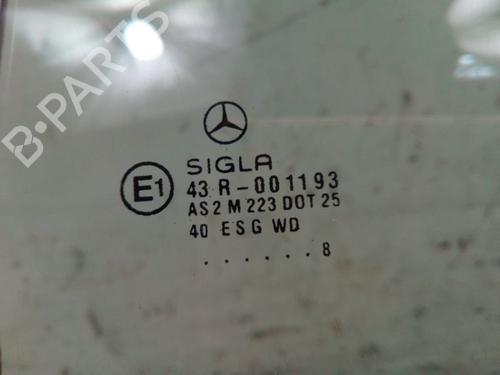 B-PARTS
SIGLA
E1
43 R-001193
AS2 M 223 DOT 25
40 ESG WD
. . . . . . 8